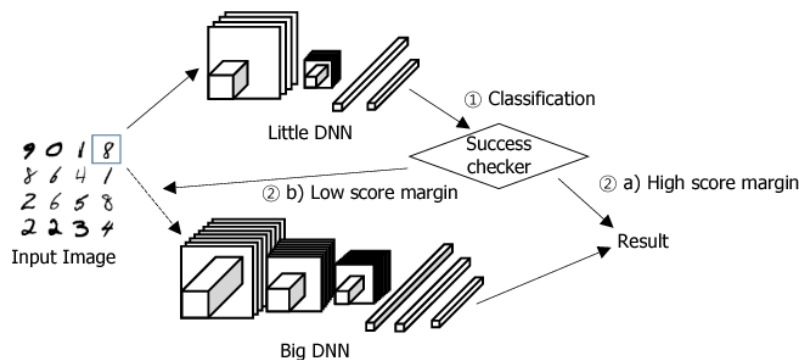 Little DNN
① Classification
Success
checker
9 0 1 8
8 6 4 1
2 6 5 8
2 2 3 4
Input Image
② b) Low score margin
② a) High score margin
Result
Big DNN